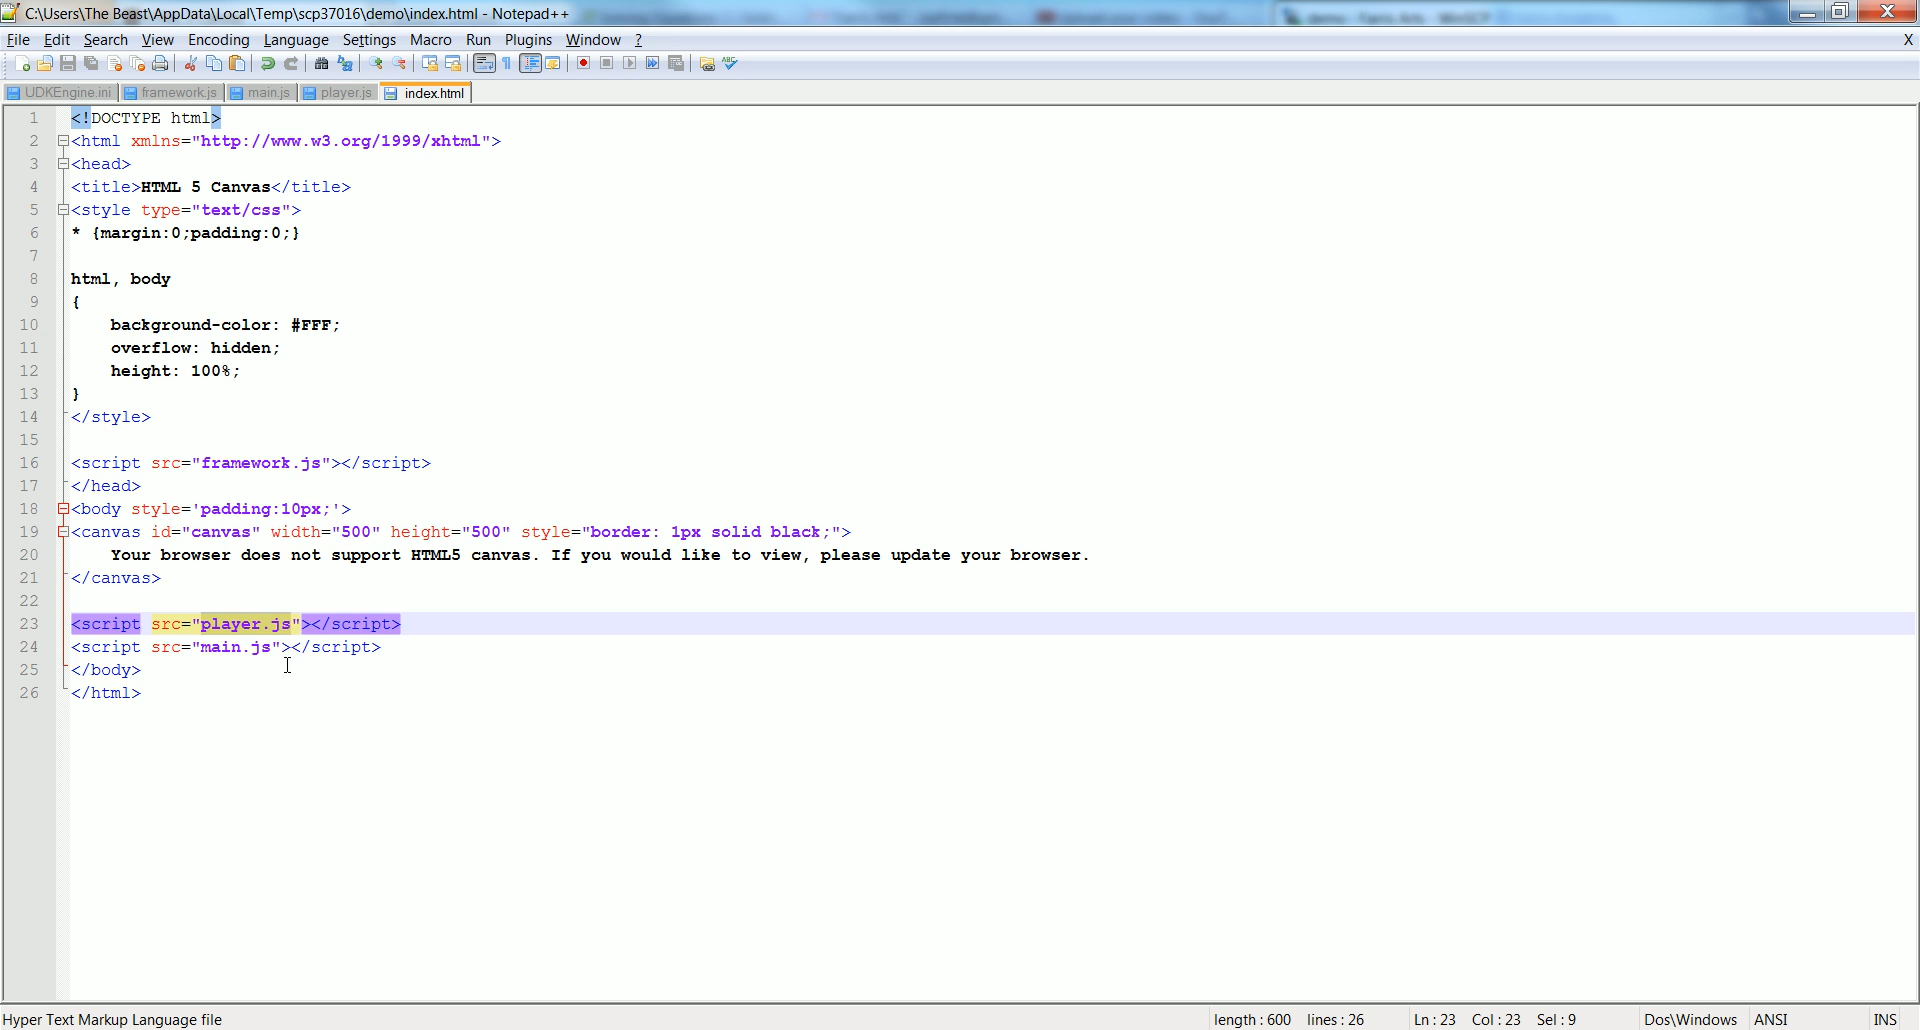 C:\Users\The Beast\AppData\Local\Temp\scp37016\demo\index.html - Notepad++
File Edit Search View Encoding Language Settings Macro Run Plugins Window ? X
UDKEngine.ini framework.js main.js player.js index.html
1 <!DOCTYPE html>
2 <html xmlns="http://www.w3.org/1999/xhtml">
3 <head>
4 <title>HTML 5 Canvas</title>
5 <style type="text/css">
6 * {margin:0;padding:0;}
7
8 html, body
9 {
10 background-color: #FFF;
11 overflow: hidden;
12 height: 100%;
13 }
14 </style>
15
16 <script src="framework.js"></script>
17 </head>
18 <body style='padding:10px;'>
19 <canvas id="canvas" width="500" height="500" style="border: 1px solid black;">
20 Your browser does not support HTML5 canvas. If you would like to view, please update your browser.
21 </canvas>
22
23 <script src="player.js"></script>
24 <script src="main.js"></script>
25 </body>
26 </html>
Hyper Text Markup Language file length : 600 lines : 26 Ln : 23 Col : 23 Sel : 9 Dos\Windows ANSI INS